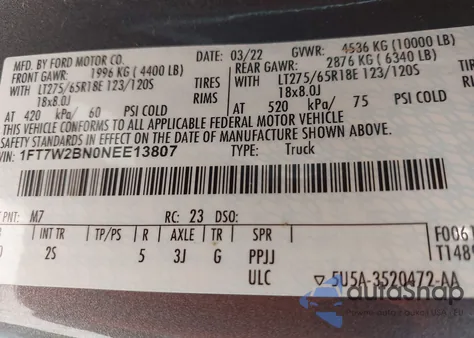 MFD. BY FORD MOTOR CO. DATE: 03/22 GVWR: 4536 KG (10000 LB)
FRONT GAWR: 1996 KG (4400 LB) REAR GAWR: 2876 KG (6340 LB)
WITH LT275/65R18E 123/120S TIRES WITH LT275/65R18E 123/120S
18x8.0J RIMS 18x8.0J
AT 420 kPa/ 60 PSI COLD AT 520 kPa/ 75 PSI COLD
CONFORMS TO ALL APPLICABLE FEDERAL MOTOR VEHICLE
SAFETY STANDARDS IN EFFECT ON THE DATE OF MANUFACTURE SHOWN ABOVE.
VIN: 1FT7W2BN0NEE13807 TYPE: Truck
PNT: M7 RC: 23 DSO:
INT TR TP/PS R AXLE TR SPR F0061
2S 5 3J G PPJJ
ULC ▽ 5U5A-3520472-AA
autoshop